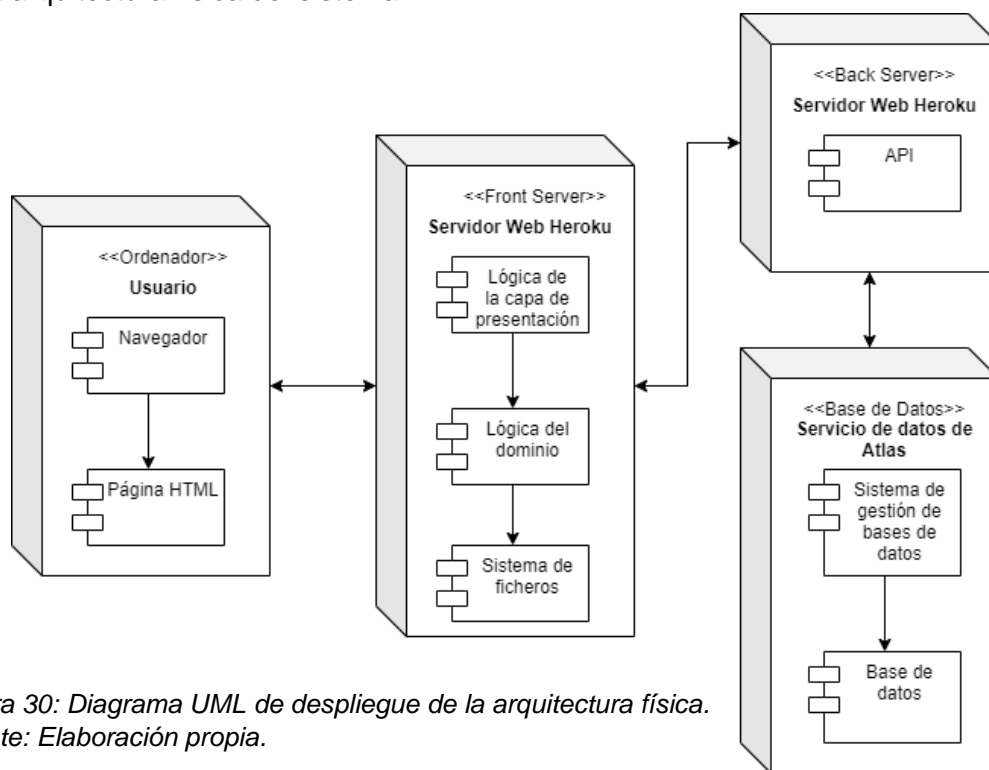 <<Back Server>>
Servidor Web Heroku
API
<<Front Server>>
Servidor Web Heroku
Lógica de
la capa de
presentación
Lógica del
dominio
Sistema de
ficheros
<<Ordenador>>
Usuario
Navegador
Página HTML
<<Base de Datos>>
Servicio de datos de
Atlas
Sistema de
gestión de
bases de
datos
Base de
datos
ra 30: Diagrama UML de despliegue de la arquitectura física.
te: Elaboración propia.